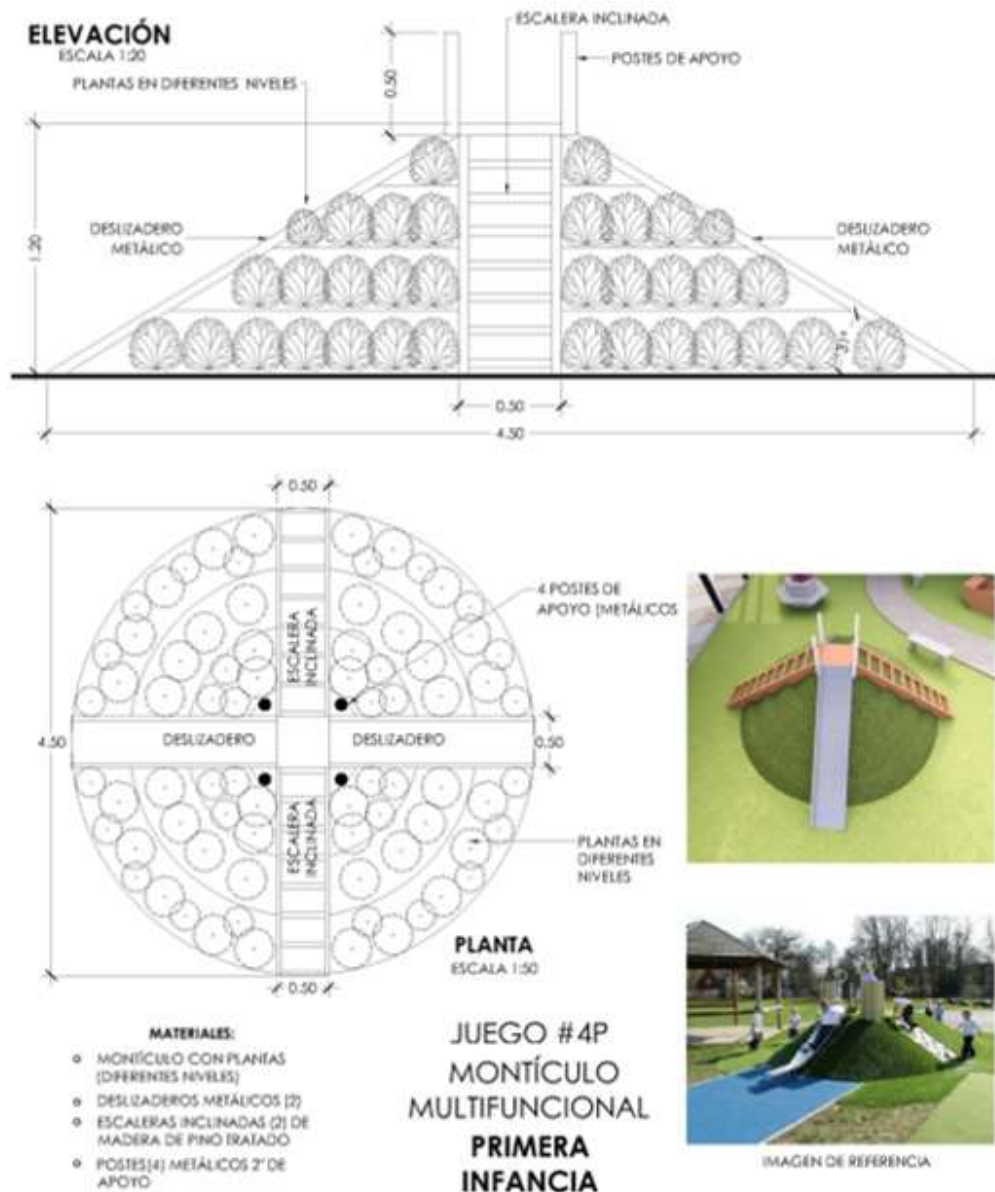 ELEVACIÓN
ESCALA 1:20
PLANTAS EN DIFERENTES NIVELES
ESCALERA INCLINADA
POSTES DE APOYO
0.50
1.20
DESLIZADERO
METÁLICO
DESLIZADERO
METÁLICO
31°
0.50
4.50
0.50
4 POSTES DE
APOYO (METÁLICOS
ESCALERA
INCLINADA
4.50
DESLIZADERO
DESLIZADERO
0.50
ESCALERA
INCLINADA
PLANTAS EN
DIFERENTES
NIVELES
PLANTA
ESCALA 1:50
0.50
MATERIALES:
MONTÍCULO CON PLANTAS
(DIFERENTES NIVELES)
DESLIZADEROS METÁLICOS (2)
ESCALERAS INCLINADAS (2) DE
MADERA DE PINO TRATADO
POSTES(4) METÁLICOS 2" DE
APOYO
JUEGO #4P
MONTÍCULO
MULTIFUNCIONAL
PRIMERA
INFANCIA
IMAGEN DE REFERENCIA